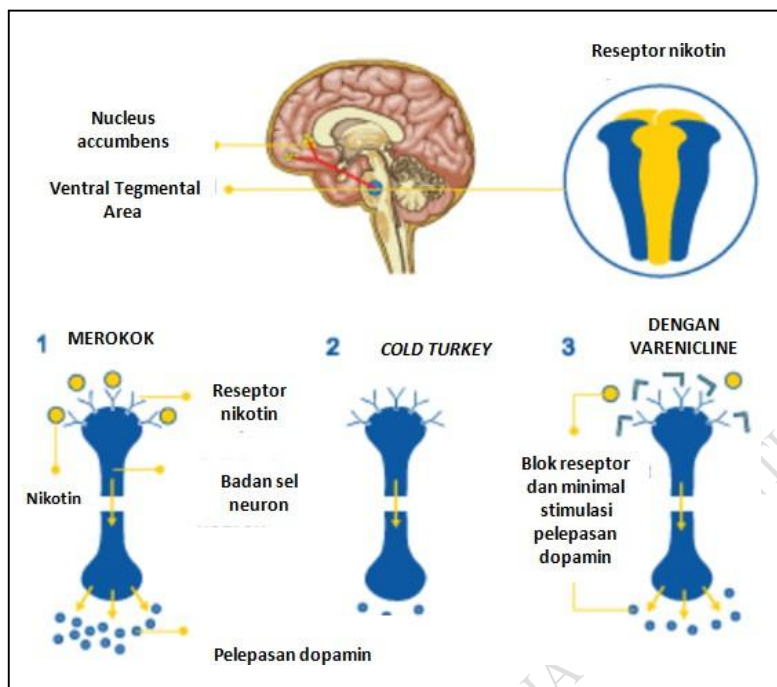 Reseptor nikotin
Nucleus
accumbens
Ventral Tegmental
Area
1 MEROKOK
Reseptor
nikotin
Badan sel
neuron
Nikotin
Pelepasan dopamin
2 COLD TURKEY
3 DENGAN
VARENICLINE
Blok reseptor
dan minimal
stimulasi
pelepasan
dopamin